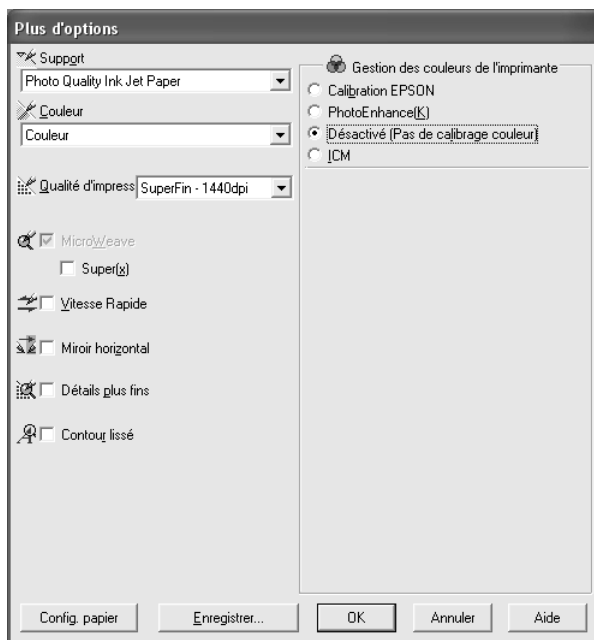 Plus d'options
Support
Photo Quality Ink Jet Paper
Couleur
Couleur
Qualité d'impress
SuperFin - 1440dpi
MicroWeave
Super(x)
Vitesse Rapide
Miroir horizontal
Détails plus fins
Contour lissé
Gestion des couleurs de l'imprimante
Calibration EPSON
PhotoEnhance(K)
Désactivé (Pas de calibrage couleur)
ICM
Config. papier
Enregistrer...
OK
Annuler
Aide